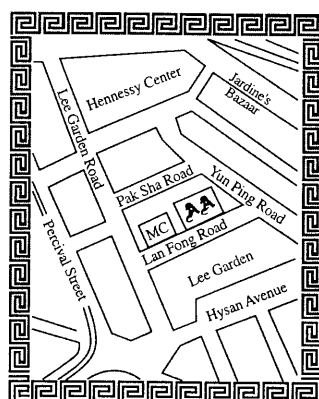 Hennessy Center
Jardine's
Bazaar
Lee Garden Road
Pak Sha Road
Yun Ping Road
MC
Lan Fong Road
Percival Street
Lee Garden
Hysan Avenue